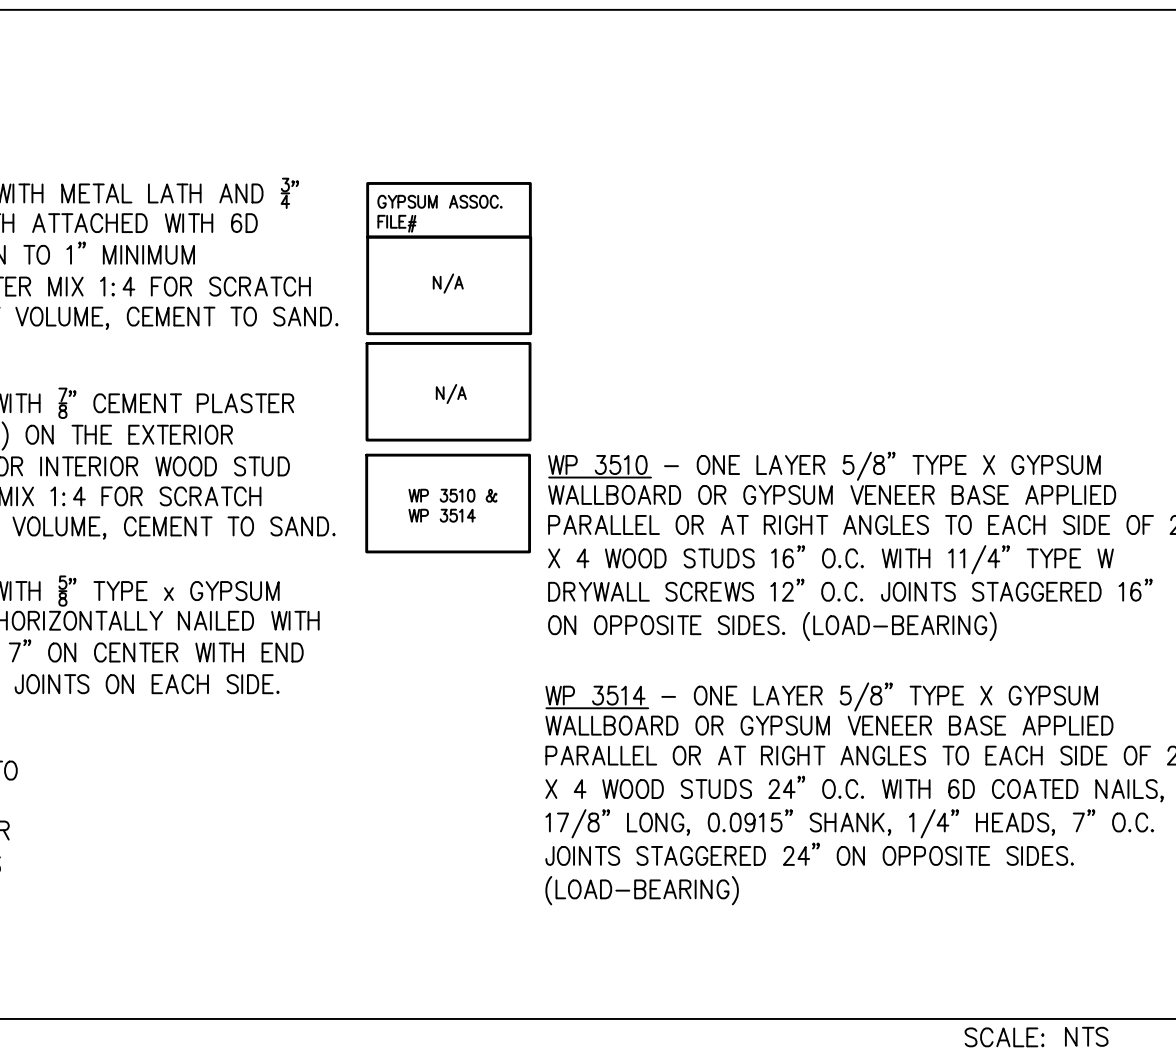 WITH METAL LATH AND 3/4"
ATTACHED WITH 6D
TO 1" MINIMUM
MIX 1:4 FOR SCRATCH
VOLUME, CEMENT TO SAND.
WITH 7/8" CEMENT PLASTER
) ON THE EXTERIOR
OR INTERIOR WOOD STUD
MIX 1:4 FOR SCRATCH
VOLUME, CEMENT TO SAND.
WITH 5/8" TYPE x GYPSUM
HORIZONTALLY NAILED WITH
7" ON CENTER WITH END
JOINTS ON EACH SIDE.
TO
GYPSUM ASSOC.
FILE#
N/A
N/A
WP 3510 &
WP 3514
WP 3510 – ONE LAYER 5/8" TYPE X GYPSUM
WALLBOARD OR GYPSUM VENEER BASE APPLIED
PARALLEL OR AT RIGHT ANGLES TO EACH SIDE OF 2
X 4 WOOD STUDS 16" O.C. WITH 11/4" TYPE W
DRYWALL SCREWS 12" O.C. JOINTS STAGGERED 16"
ON OPPOSITE SIDES. (LOAD–BEARING)
WP 3514 – ONE LAYER 5/8" TYPE X GYPSUM
WALLBOARD OR GYPSUM VENEER BASE APPLIED
PARALLEL OR AT RIGHT ANGLES TO EACH SIDE OF 2
X 4 WOOD STUDS 24" O.C. WITH 6D COATED NAILS,
17/8" LONG, 0.0915" SHANK, 1/4" HEADS, 7" O.C.
JOINTS STAGGERED 24" ON OPPOSITE SIDES.
(LOAD–BEARING)
SCALE: NTS